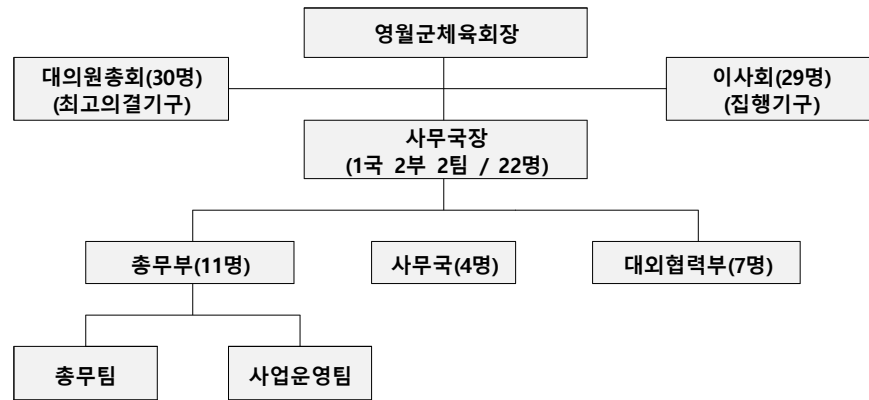 영월군체육회장
대의원총회(30명)
(최고의결기구)
이사회(29명)
(집행기구)
사무국장
(1국 2부 2팀 / 22명)
총무부(11명)
사무국(4명)
대외협력부(7명)
총무팀
사업운영팀